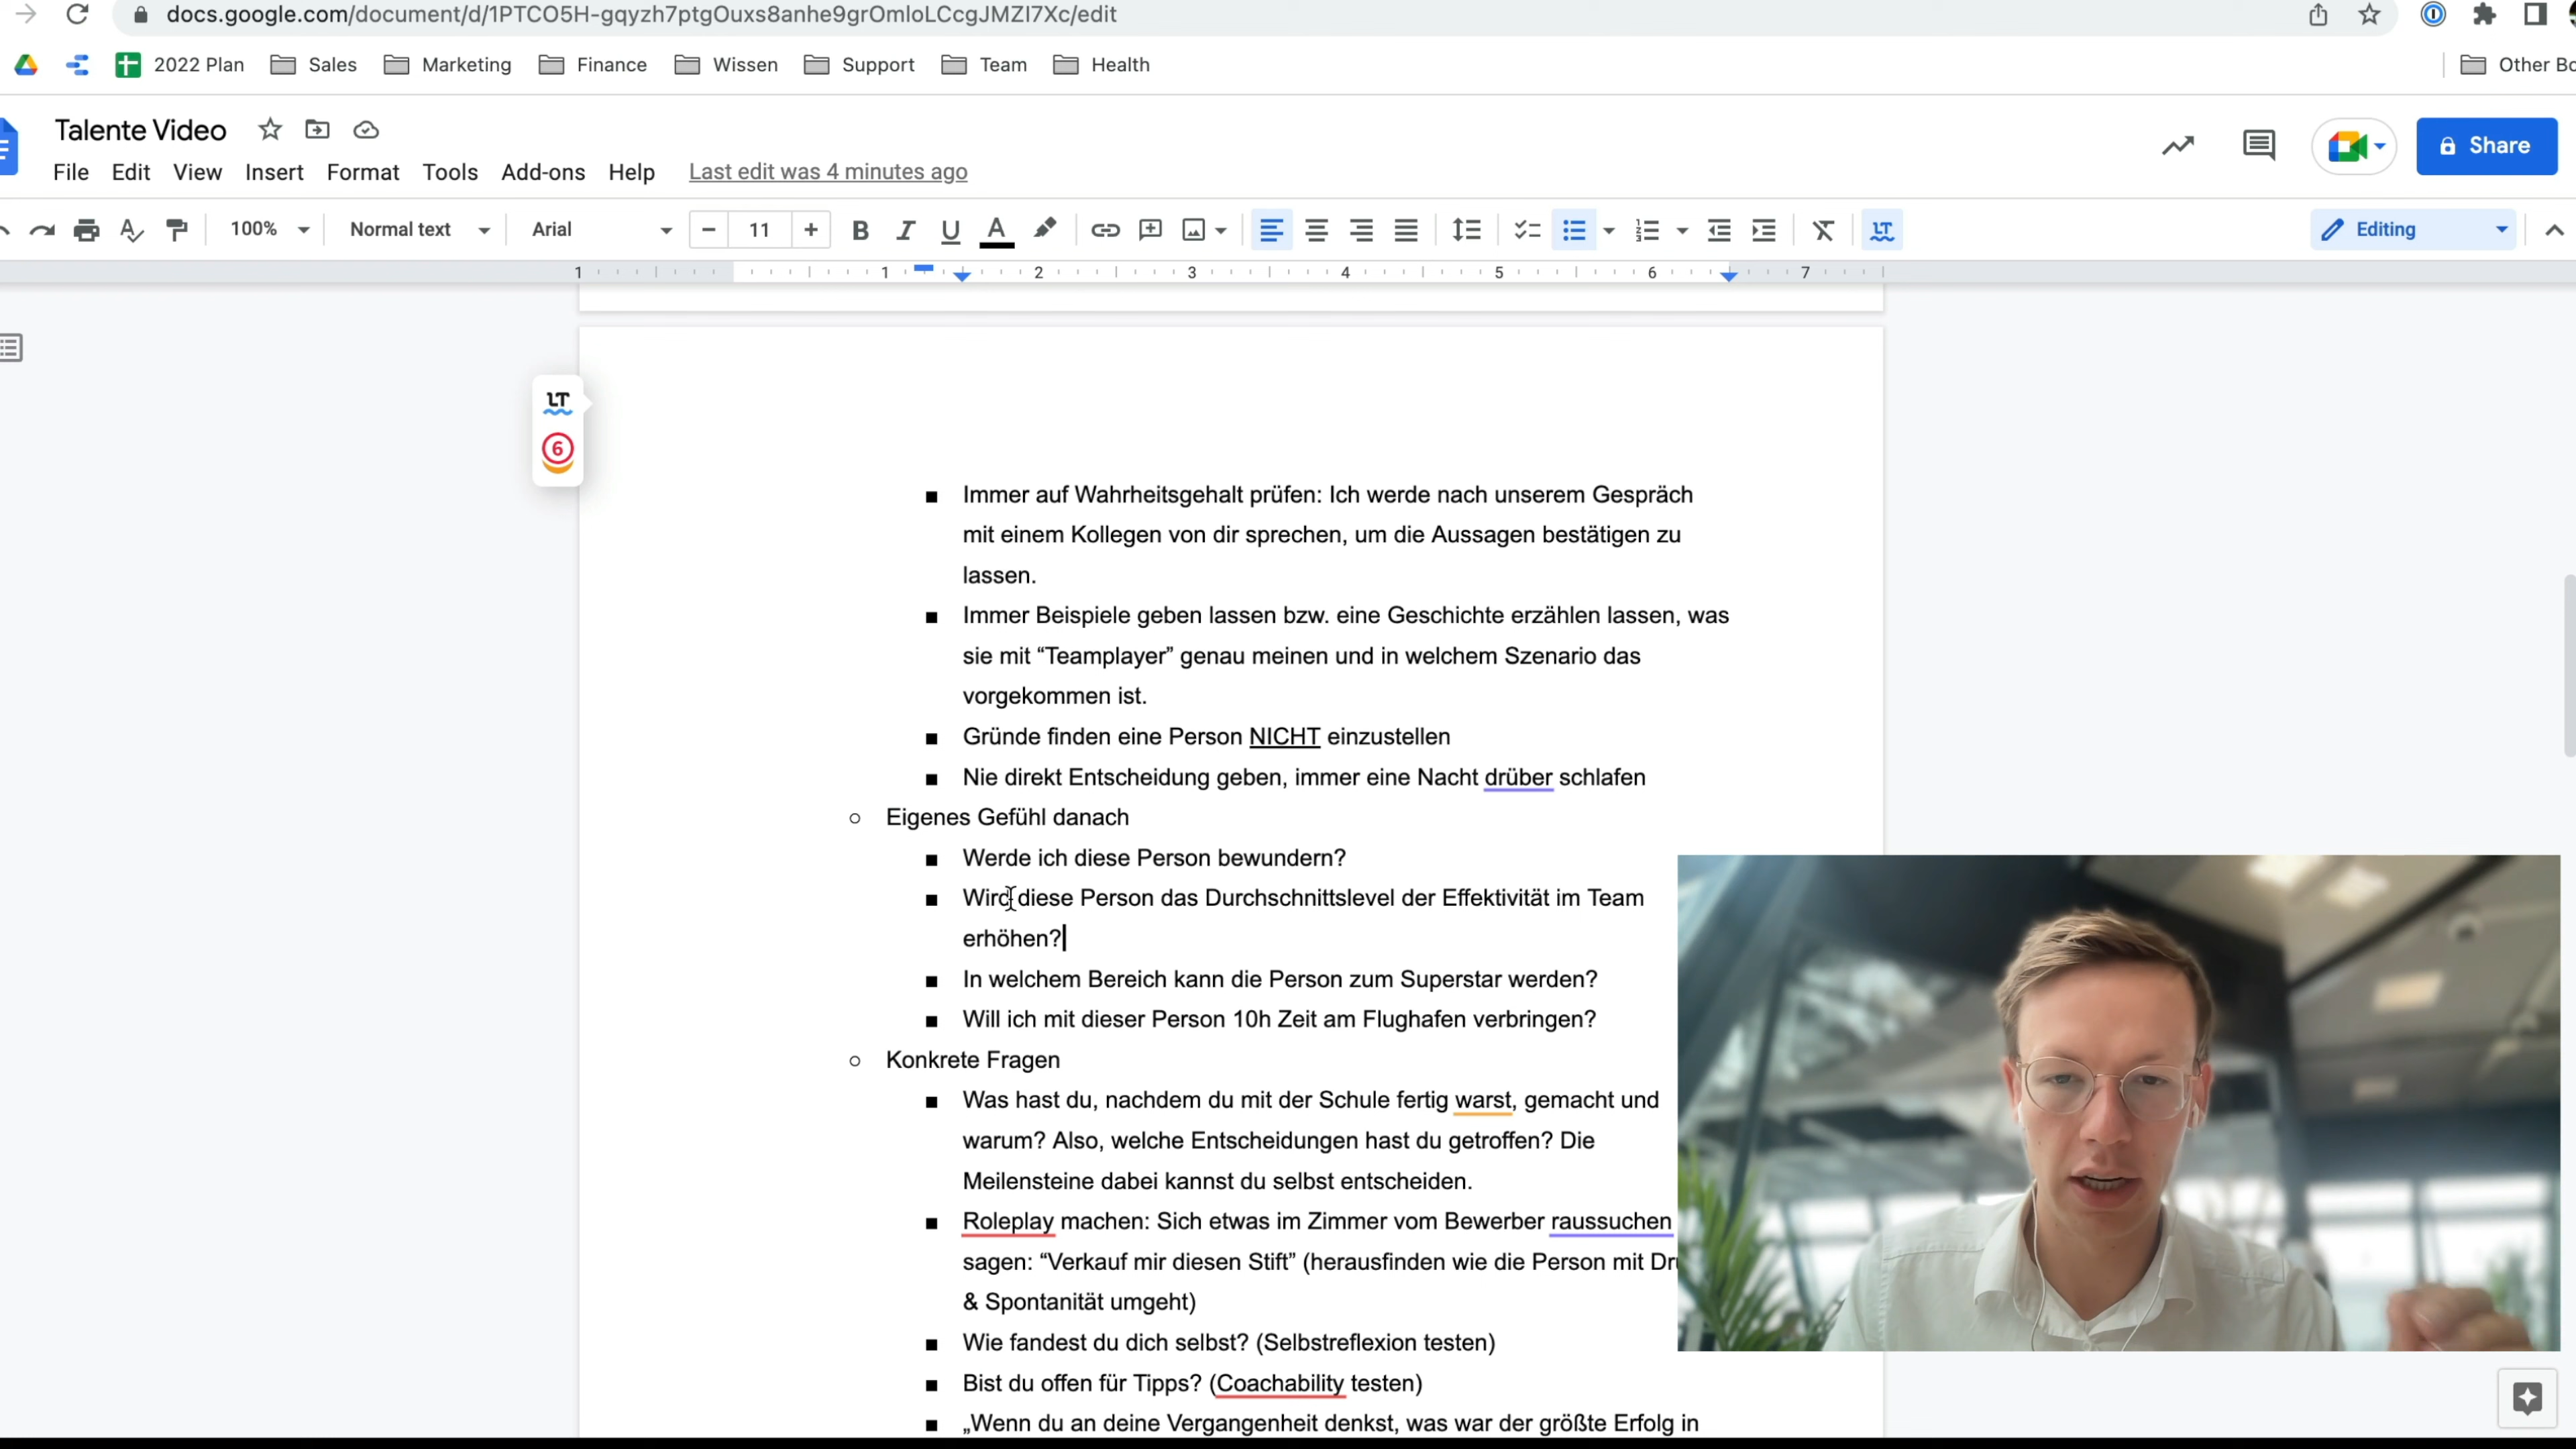 docs.google.com/document/d/1PTCO5H-gqyzh7ptgOuxs8anhe9grOmloLCcgJMZI7Xc/edit
2022 Plan Sales Marketing Finance Wissen Support Team Health Other
Talente Video
Share
File Edit View Insert Format Tools Add-ons Help Last edit was 4 minutes ago
100% Normal text Arial 11 B I U A LT Editing
1 1 2 3 4 5 6 7
LT
6
■ Immer auf Wahrheitsgehalt prüfen: Ich werde nach unserem Gespräch
mit einem Kollegen von dir sprechen, um die Aussagen bestätigen zu
lassen.
■ Immer Beispiele geben lassen bzw. eine Geschichte erzählen lassen, was
sie mit “Teamplayer” genau meinen und in welchem Szenario das
vorgekommen ist.
■ Gründe finden eine Person NICHT einzustellen
■ Nie direkt Entscheidung geben, immer eine Nacht drüber schlafen
○ Eigenes Gefühl danach
■ Werde ich diese Person bewundern?
■ Wird diese Person das Durchschnittslevel der Effektivität im Team
erhöhen?
■ In welchem Bereich kann die Person zum Superstar werden?
■ Will ich mit dieser Person 10h Zeit am Flughafen verbringen?
○ Konkrete Fragen
■ Was hast du, nachdem du mit der Schule fertig warst, gemacht und
warum? Also, welche Entscheidungen hast du getroffen? Die
Meilensteine dabei kannst du selbst entscheiden.
■ Roleplay machen: Sich etwas im Zimmer vom Bewerber raussuchen
sagen: “Verkauf mir diesen Stift” (herausfinden wie die Person mit
& Spontanität umgeht)
■ Wie fandest du dich selbst? (Selbstreflexion testen)
■ Bist du offen für Tipps? (Coachability testen)
■ „Wenn du an deine Vergangenheit denkst, was war der größte Erfolg in